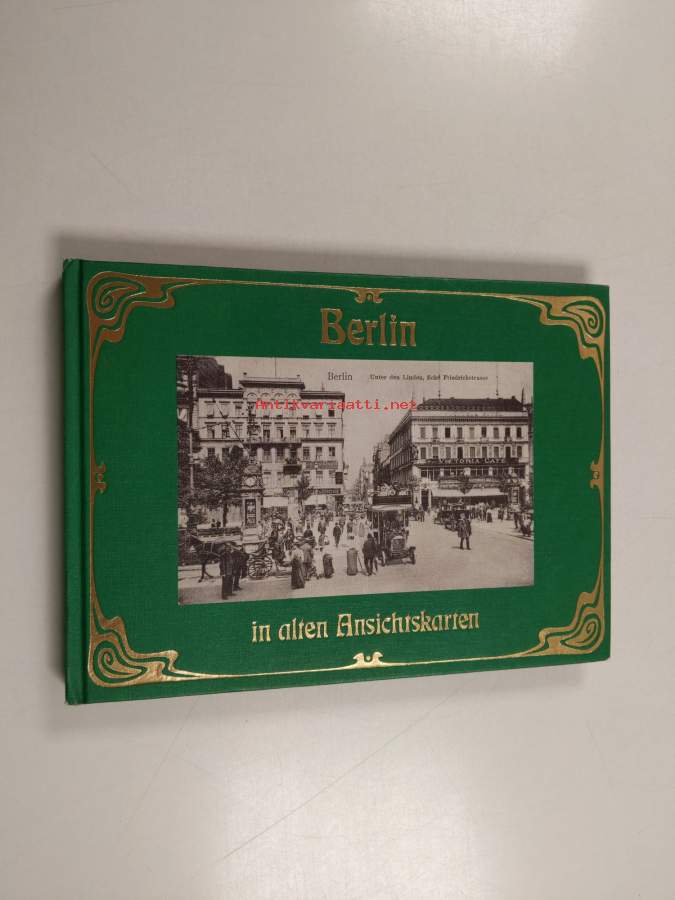 Berlin
Berlin Unter den Linden, Ecke Friedrichstrasse
Antikvariaatti.net
VICTORIA CAFE
in alten Ansichtskarten